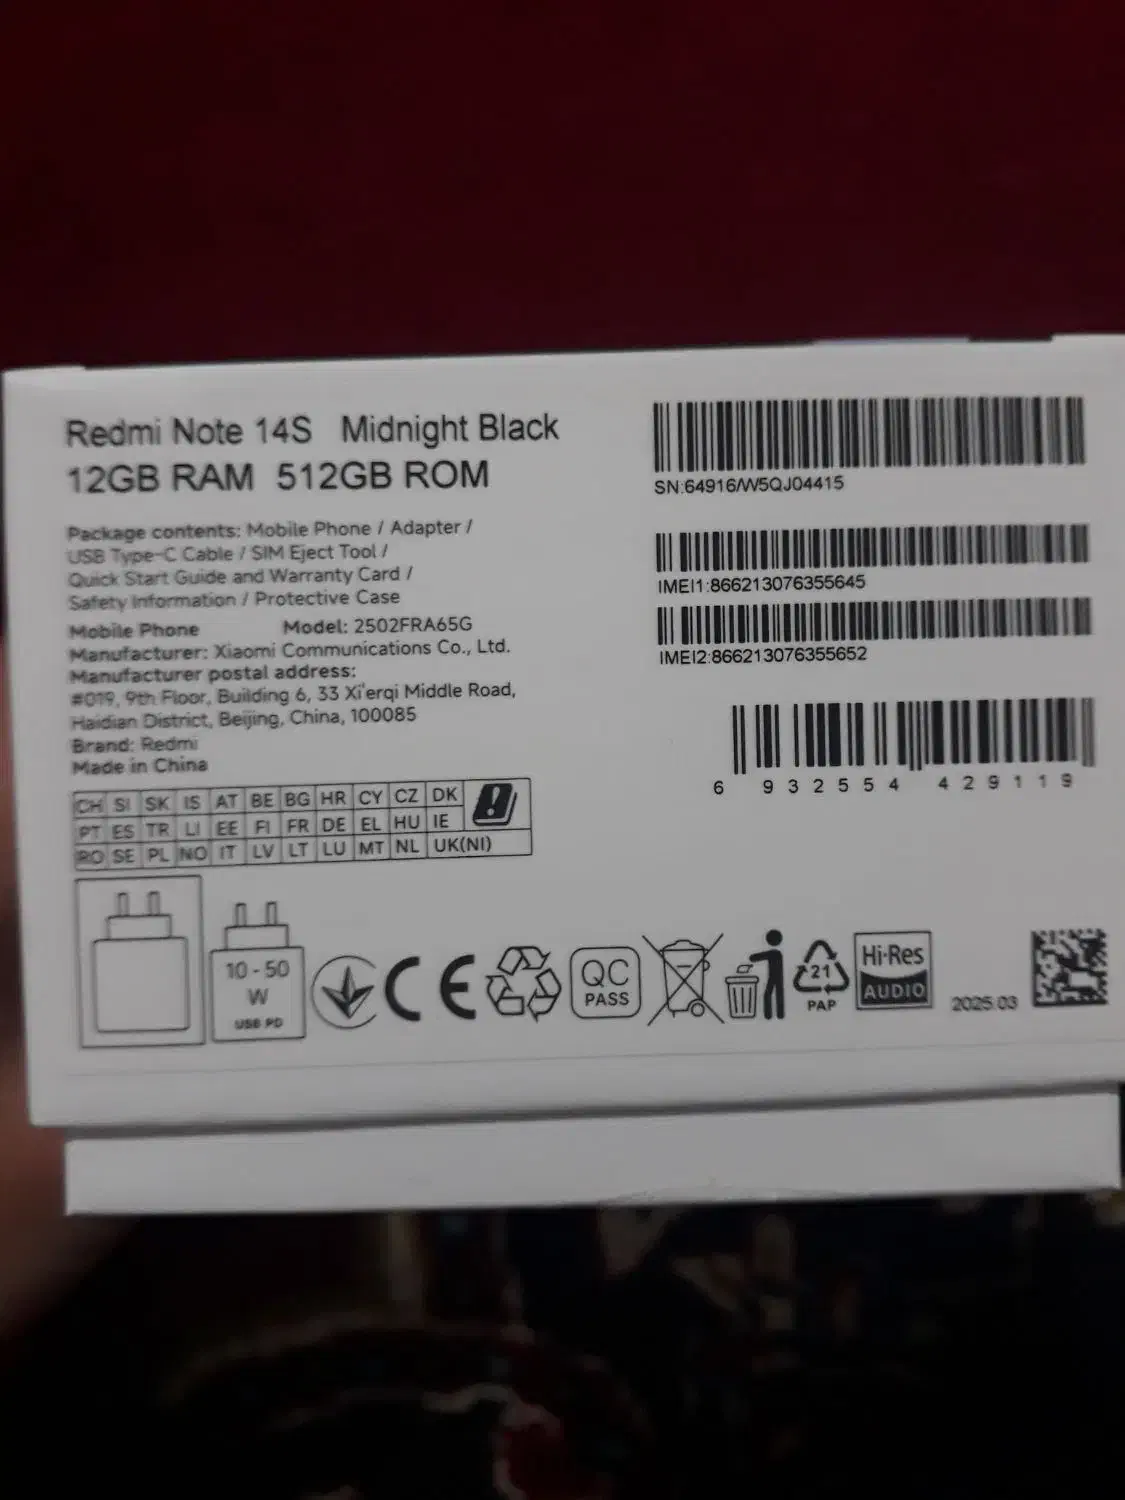 Redmi Note 14S Midnight Black
12GB RAM 512GB ROM
Package contents: Mobile Phone / Adapter /
USB Type-C Cable / SIM Eject Tool /
Quick Start Guide and Warranty Card /
Safety Information / Protective Case
Mobile Phone Model: 2502FRA65G
Manufacturer: Xiaomi Communications Co., Ltd.
Manufacturer postal address:
#019, 9th Floor, Building 6, 33 Xi'erqi Middle Road,
Haidian District, Beijing, China, 100085
Brand: Redmi
Made in China
CH SI SK IS AT BE BG HR CY CZ DK
PT ES TR LI EE FI FR DE EL HU IE
RO SE PL NO IT LV LT LU MT NL UK(NI)
10 - 50
W
USB PD
CE
QC
PASS
21
PAP
Hi-Res
AUDIO
2025.03
SN:64916/W5QJ04415
IMEI1:866213076355645
IMEI2:866213076355652
6 932554 429119